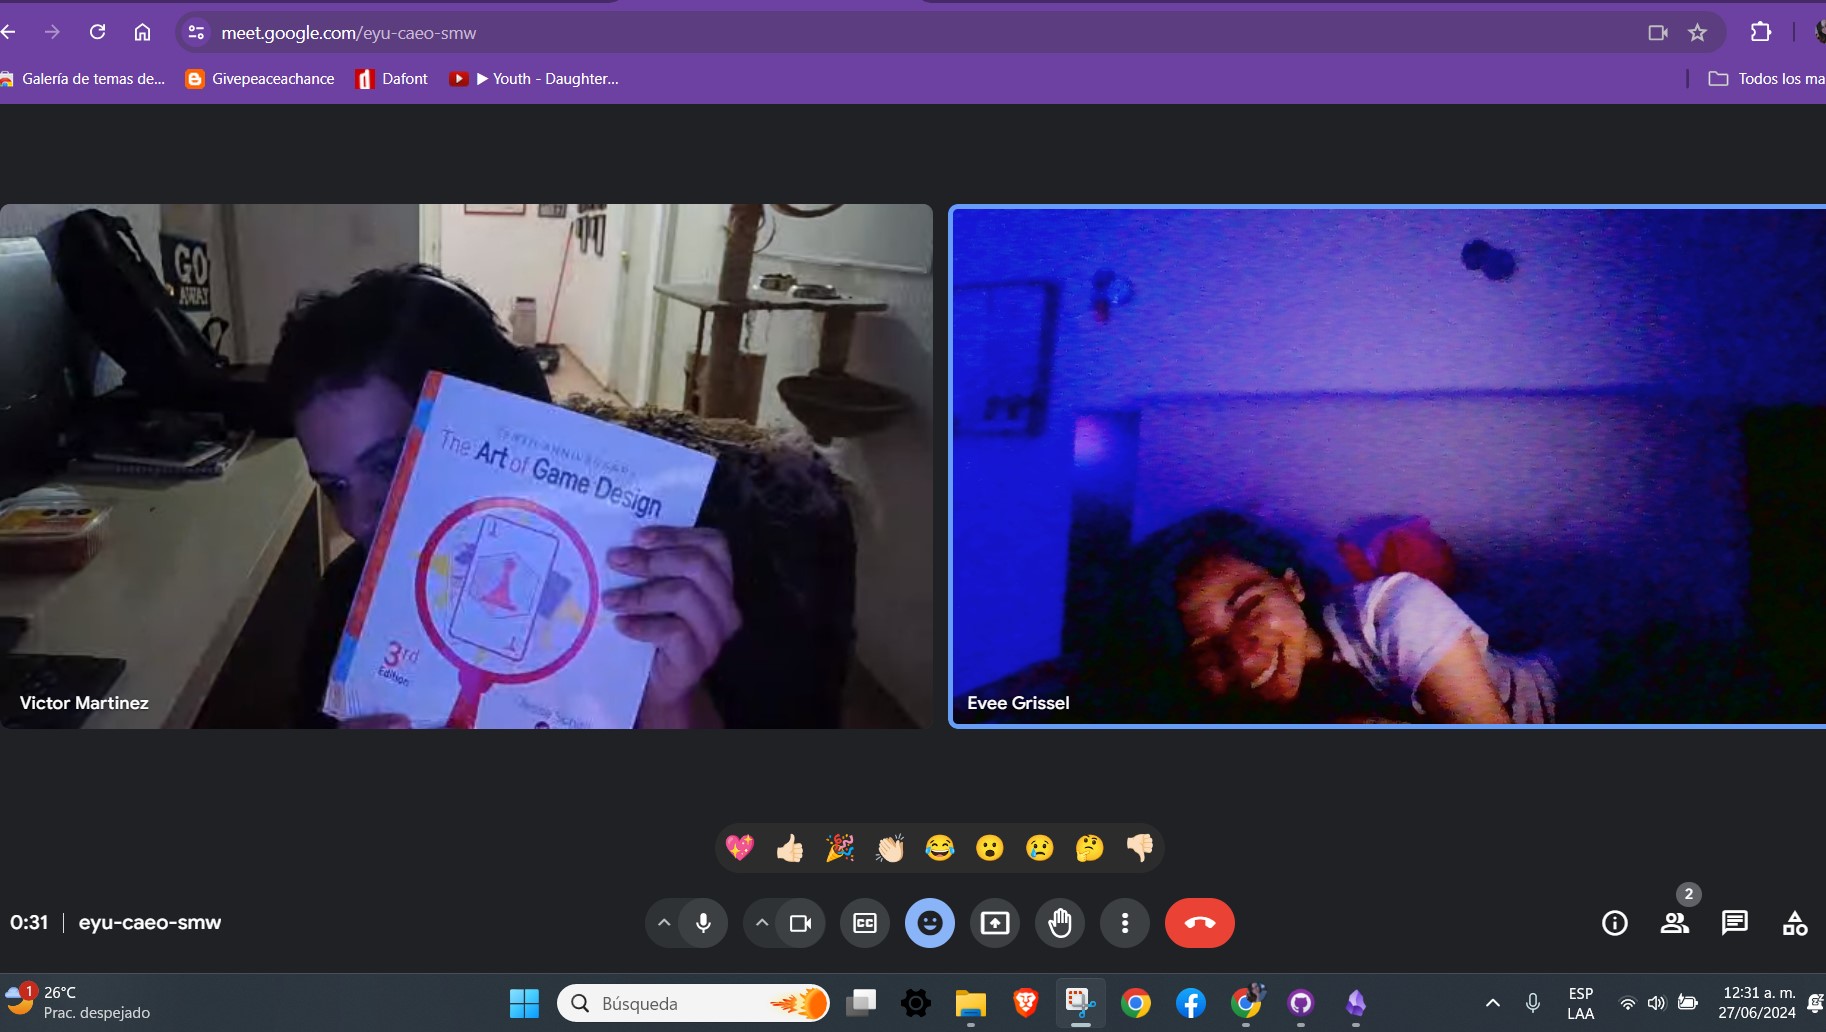 meet.google.com/eyu-caeo-smw
Galería de temas de...
Givepeaceachance
Dafont
▶ Youth - Daughter...
Todos los ma
GO
AWAY
TENTH ANNIVERSARY
The Art of Game Design
3rd
Edition
Victor Martinez
Evee Grissel
2
0:31
eyu-caeo-smw
CC
1
26°C
Prac. despejado
Búsqueda
ESP
LAA
12:31 a. m.
27/06/2024